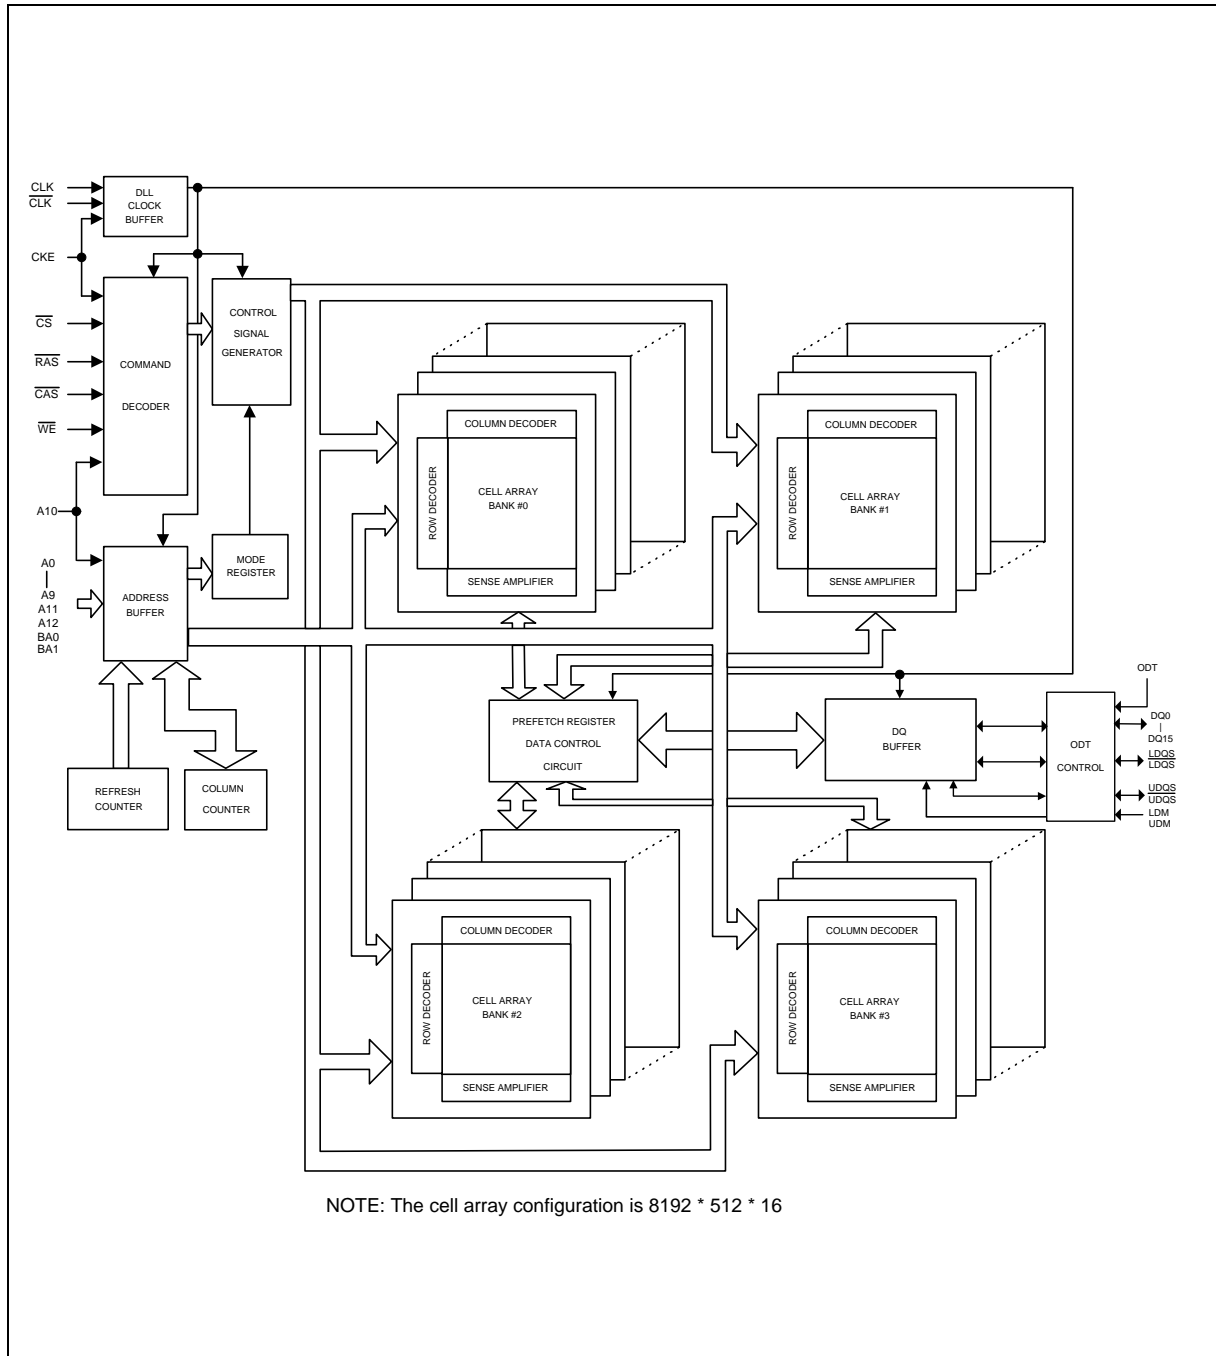 CLK
CLK
CKE
CS
RAS
CAS
WE
A10
A0
A9
A11
A12
BA0
BA1
DLL
CLOCK
BUFFER
COMMAND
DECODER
CONTROL
SIGNAL
GENERATOR
ADDRESS
BUFFER
MODE
REGISTER
REFRESH
COUNTER
COLUMN
COUNTER
COLUMN DECODER
ROW DECODER
CELL ARRAY
BANK #0
SENSE AMPLIFIER
COLUMN DECODER
ROW DECODER
CELL ARRAY
BANK #1
SENSE AMPLIFIER
PREFETCH REGISTER
DATA CONTROL
CIRCUIT
DQ
BUFFER
ODT
CONTROL
ODT
DQ0
DQ15
LDQS
LDQS
UDQS
UDQS
LDM
UDM
COLUMN DECODER
ROW DECODER
CELL ARRAY
BANK #2
SENSE AMPLIFIER
COLUMN DECODER
ROW DECODER
CELL ARRAY
BANK #3
SENSE AMPLIFIER
NOTE: The cell array configuration is 8192 * 512 * 16